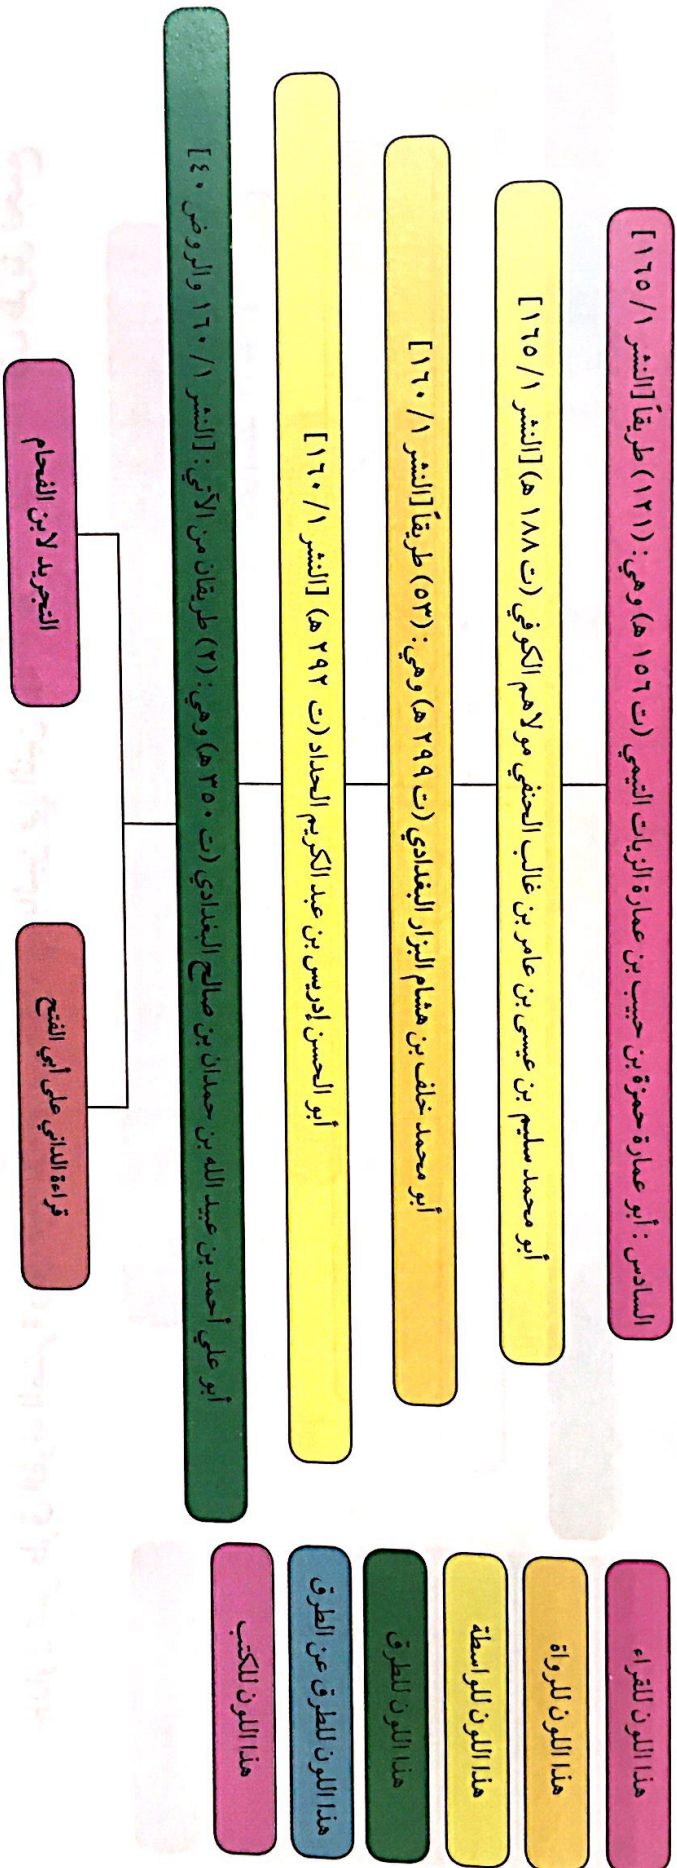 السادس : أبو عمارة حمزة بن حبيب بن عمارة الزيات التيمي (ت ١٥٦ هـ) وهي : (١٢١) طريقاً [النشر ١/ ١٦٥]
أبو محمد سليم بن عيسى بن عامر بن غالب الحنفي مولاهم الكوفي (ت ١٨٨ هـ) [النشر ١/ ١٦٥]
أبو محمد خلف بن هشام البزار البغدادي (ت ٢٩٩ هـ) وهي : (٥٣) طريقاً [النشر ١/ ١٦٠]
أبو الحسن إدريس بن عبد الكريم الحداد (ت ٢٩٢ هـ) [النشر ١/ ١٦٠]
أبو علي أحمد بن عبيد الله بن حمدان بن صالح البغدادي (ت ٣٥٠ هـ) وهي : (٢) طريقان من الآتي : [النشر ١/ ١٦٠ والروض ٤٠]
قراءة الداني على أبي الفتح
التجريد لابن الفحام
هذا اللون للقراء
هذا اللون للرواة
هذا اللون للواسطة
هذا اللون للطرق
هذا اللون للطرق عن الطرق
هذا اللون للكتب